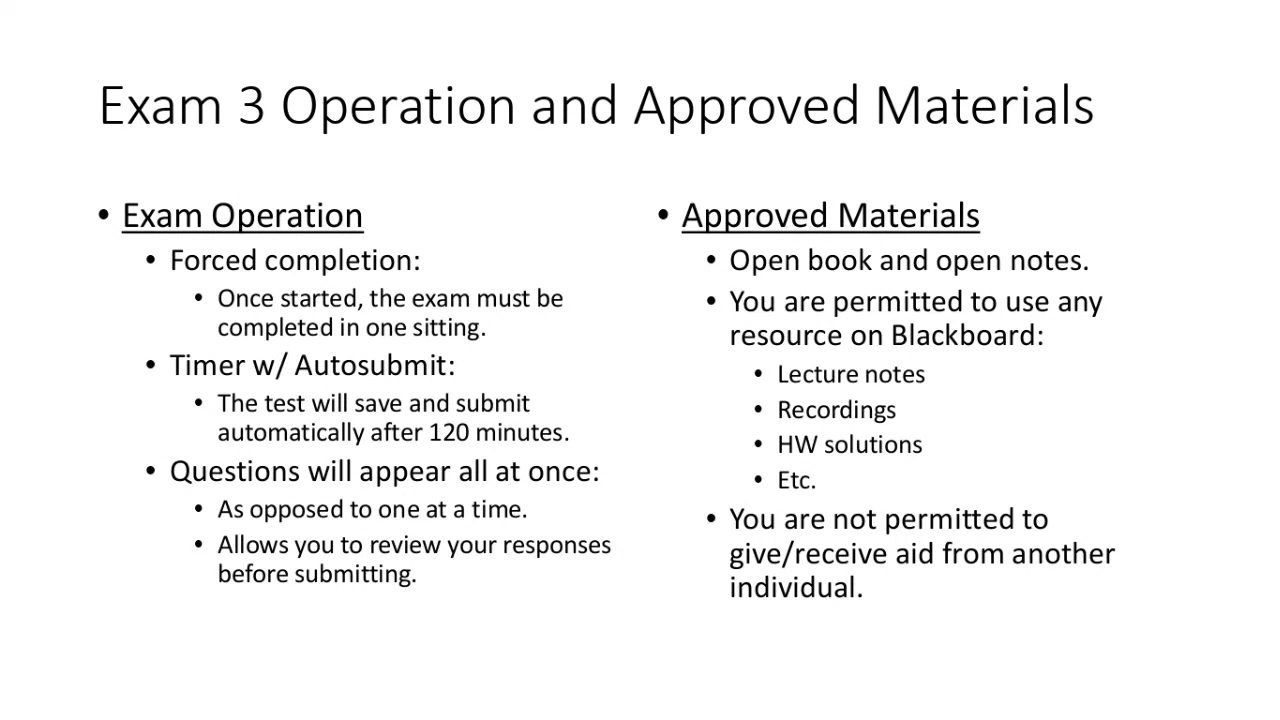 Exam 3 Operation and Approved Materials
• Exam Operation
• Forced completion:
• Once started, the exam must be
completed in one sitting.
• Timer w/ Autosubmit:
• The test will save and submit
automatically after 120 minutes.
• Questions will appear all at once:
• As opposed to one at a time.
• Allows you to review your responses
before submitting.
• Approved Materials
• Open book and open notes.
• You are permitted to use any
resource on Blackboard:
• Lecture notes
• Recordings
• HW solutions
• Etc.
• You are not permitted to
give/receive aid from another
individual.